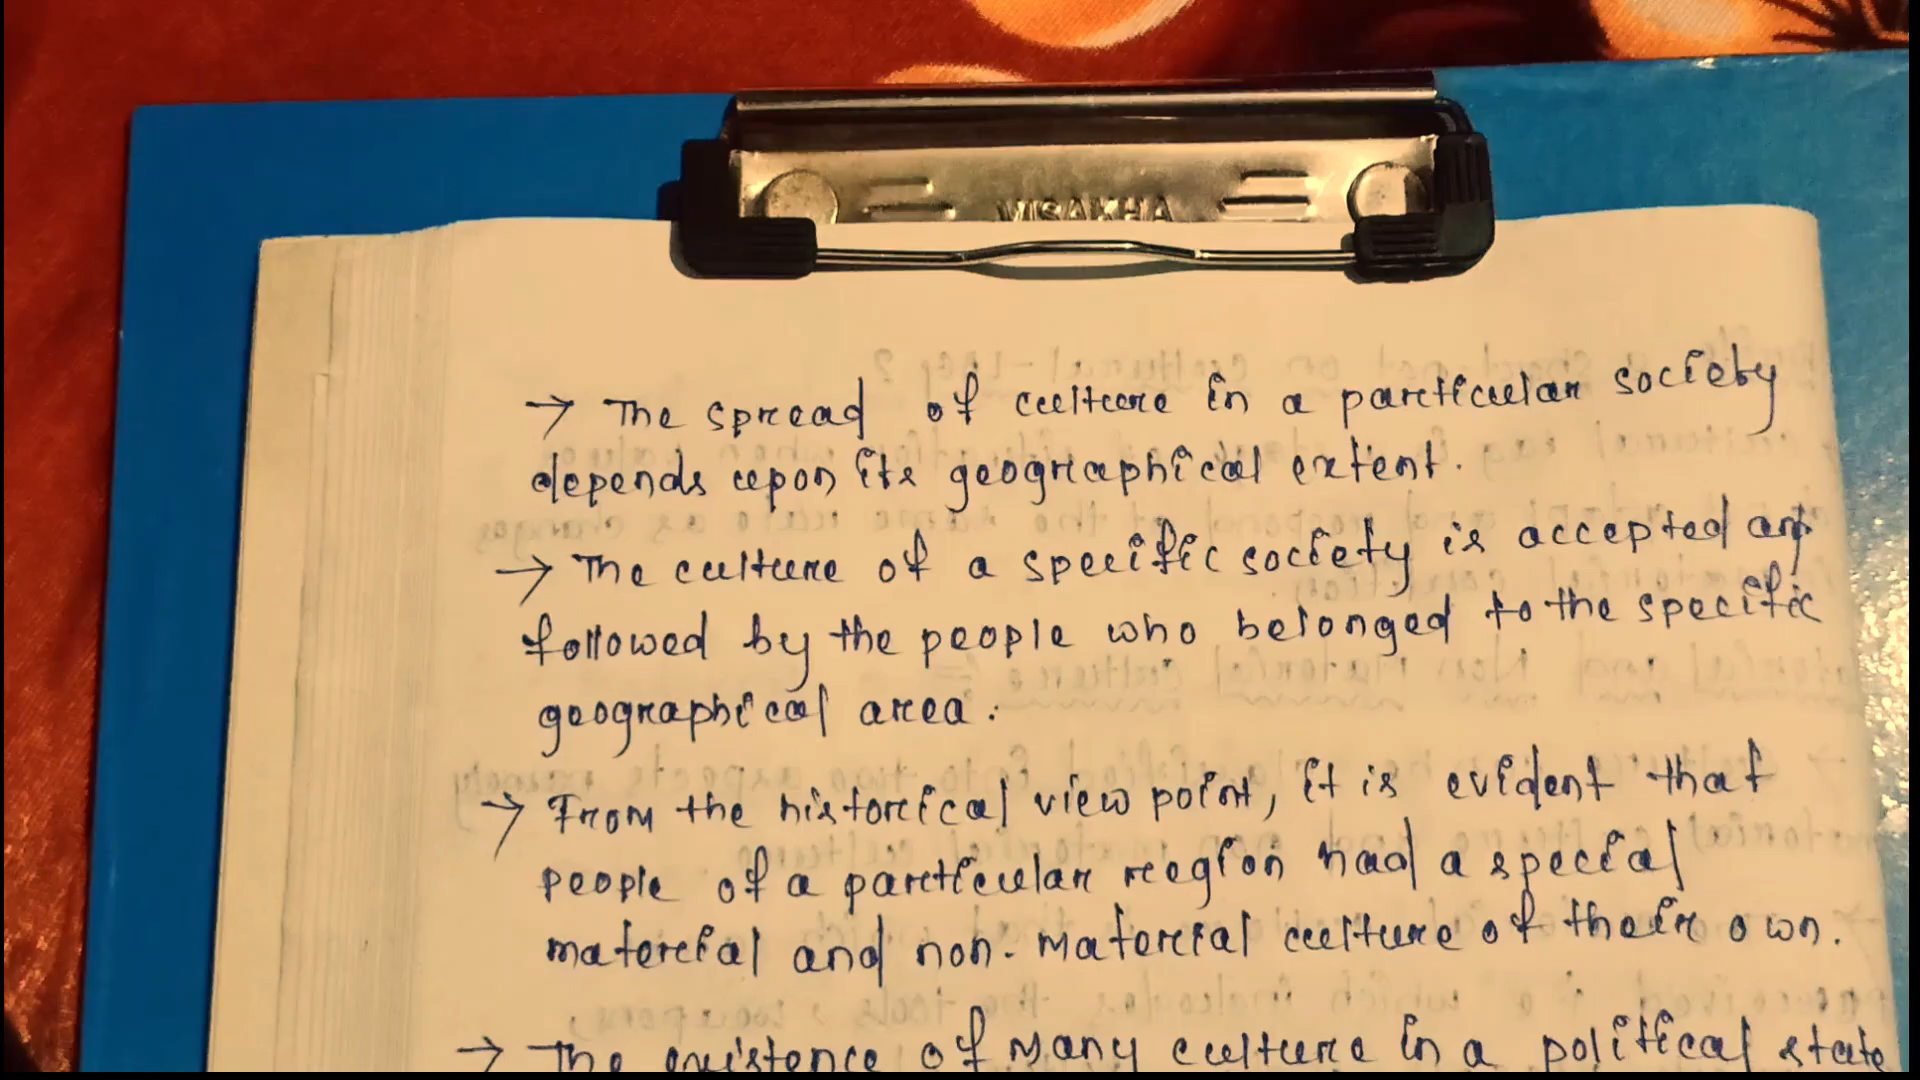 VISAKHA
→ The spread of culture in a particular society
depends upon its geographical extent.
→ The culture of a specific society is accepted and
followed by the people who belonged to the specific
geographical area.
→ From the historical view point, it is evident that
people of a particular reegion had a special
material and non-material culture of their own.
→ The existence of many culture in a political state